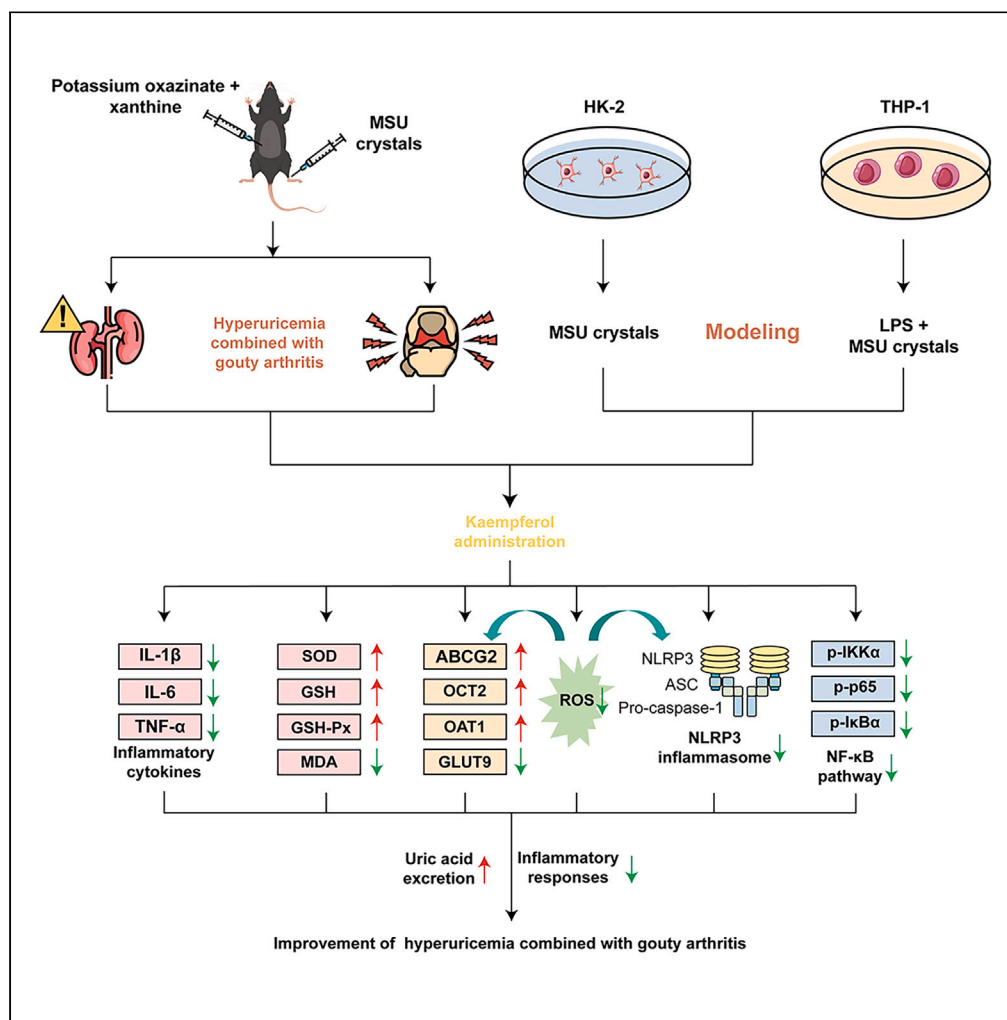 Potassium oxazinate +
xanthine
MSU
crystals
HK-2
THP-1
!
Hyperuricemia
combined with
gouty arthritis
MSU crystals
Modeling
LPS +
MSU crystals
Kaempferol
administration
IL-1β
IL-6
TNF-α
Inflammatory
cytokines
SOD
GSH
GSH-Px
MDA
ABCG2
OCT2
OAT1
GLUT9
ROS
NLRP3
ASC
Pro-caspase-1
NLRP3
inflammasome
p-IKKα
p-p65
p-IκBα
NF-κB
pathway
Uric acid
excretion
Inflammatory
responses
Improvement of hyperuricemia combined with gouty arthritis